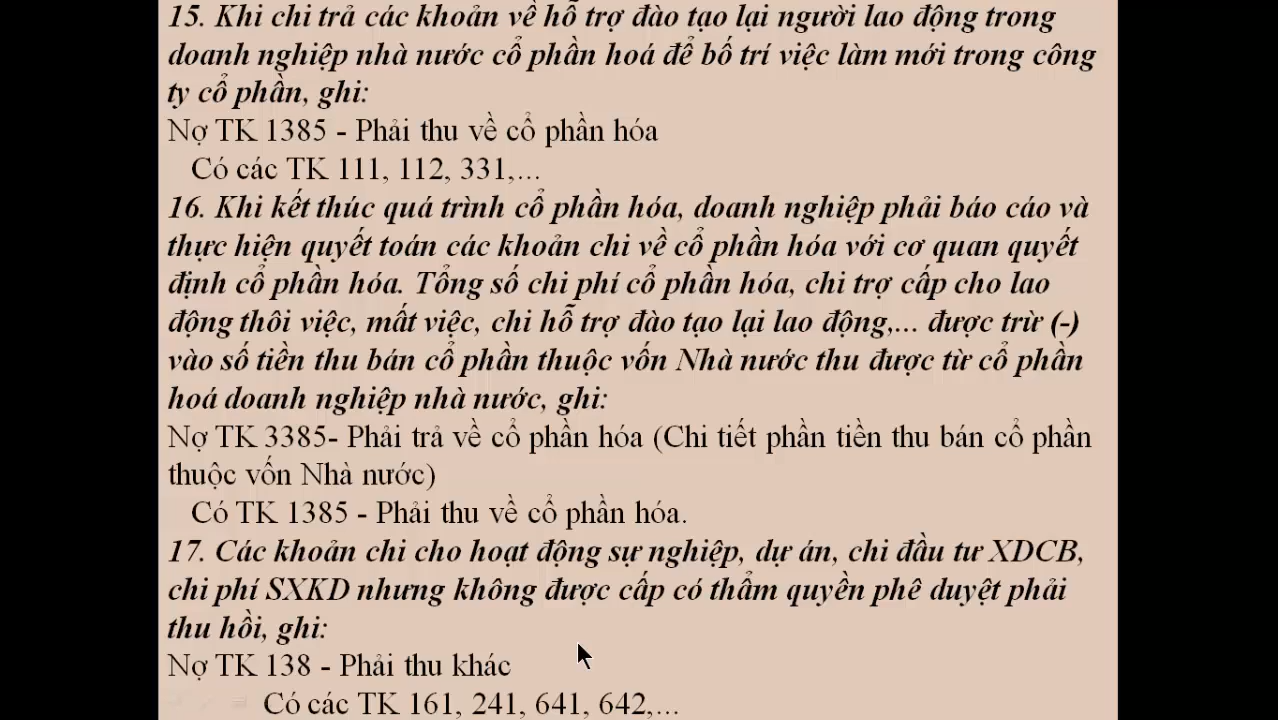 15. Khi chi trả các khoản về hỗ trợ đào tạo lại người lao động trong
doanh nghiệp nhà nước cổ phần hoá để bố trí việc làm mới trong công
ty cổ phần, ghi:
Nợ TK 1385 - Phải thu về cổ phần hóa
Có các TK 111, 112, 331,...
16. Khi kết thúc quá trình cổ phần hóa, doanh nghiệp phải báo cáo và
thực hiện quyết toán các khoản chi về cổ phần hóa với cơ quan quyết
định cổ phần hóa. Tổng số chi phí cổ phần hóa, chi trợ cấp cho lao
động thôi việc, mất việc, chi hỗ trợ đào tạo lại lao động,... được trừ (-)
vào số tiền thu bán cổ phần thuộc vốn Nhà nước thu được từ cổ phần
hoá doanh nghiệp nhà nước, ghi:
Nợ TK 3385- Phải trả về cổ phần hóa (Chi tiết phần tiền thu bán cổ phần
thuộc vốn Nhà nước)
Có TK 1385 - Phải thu về cổ phần hóa.
17. Các khoản chi cho hoạt động sự nghiệp, dự án, chi đầu tư XDCB,
chi phí SXKD nhưng không được cấp có thẩm quyền phê duyệt phải
thu hồi, ghi:
Nợ TK 138 - Phải thu khác
Có các TK 161, 241, 641, 642,...